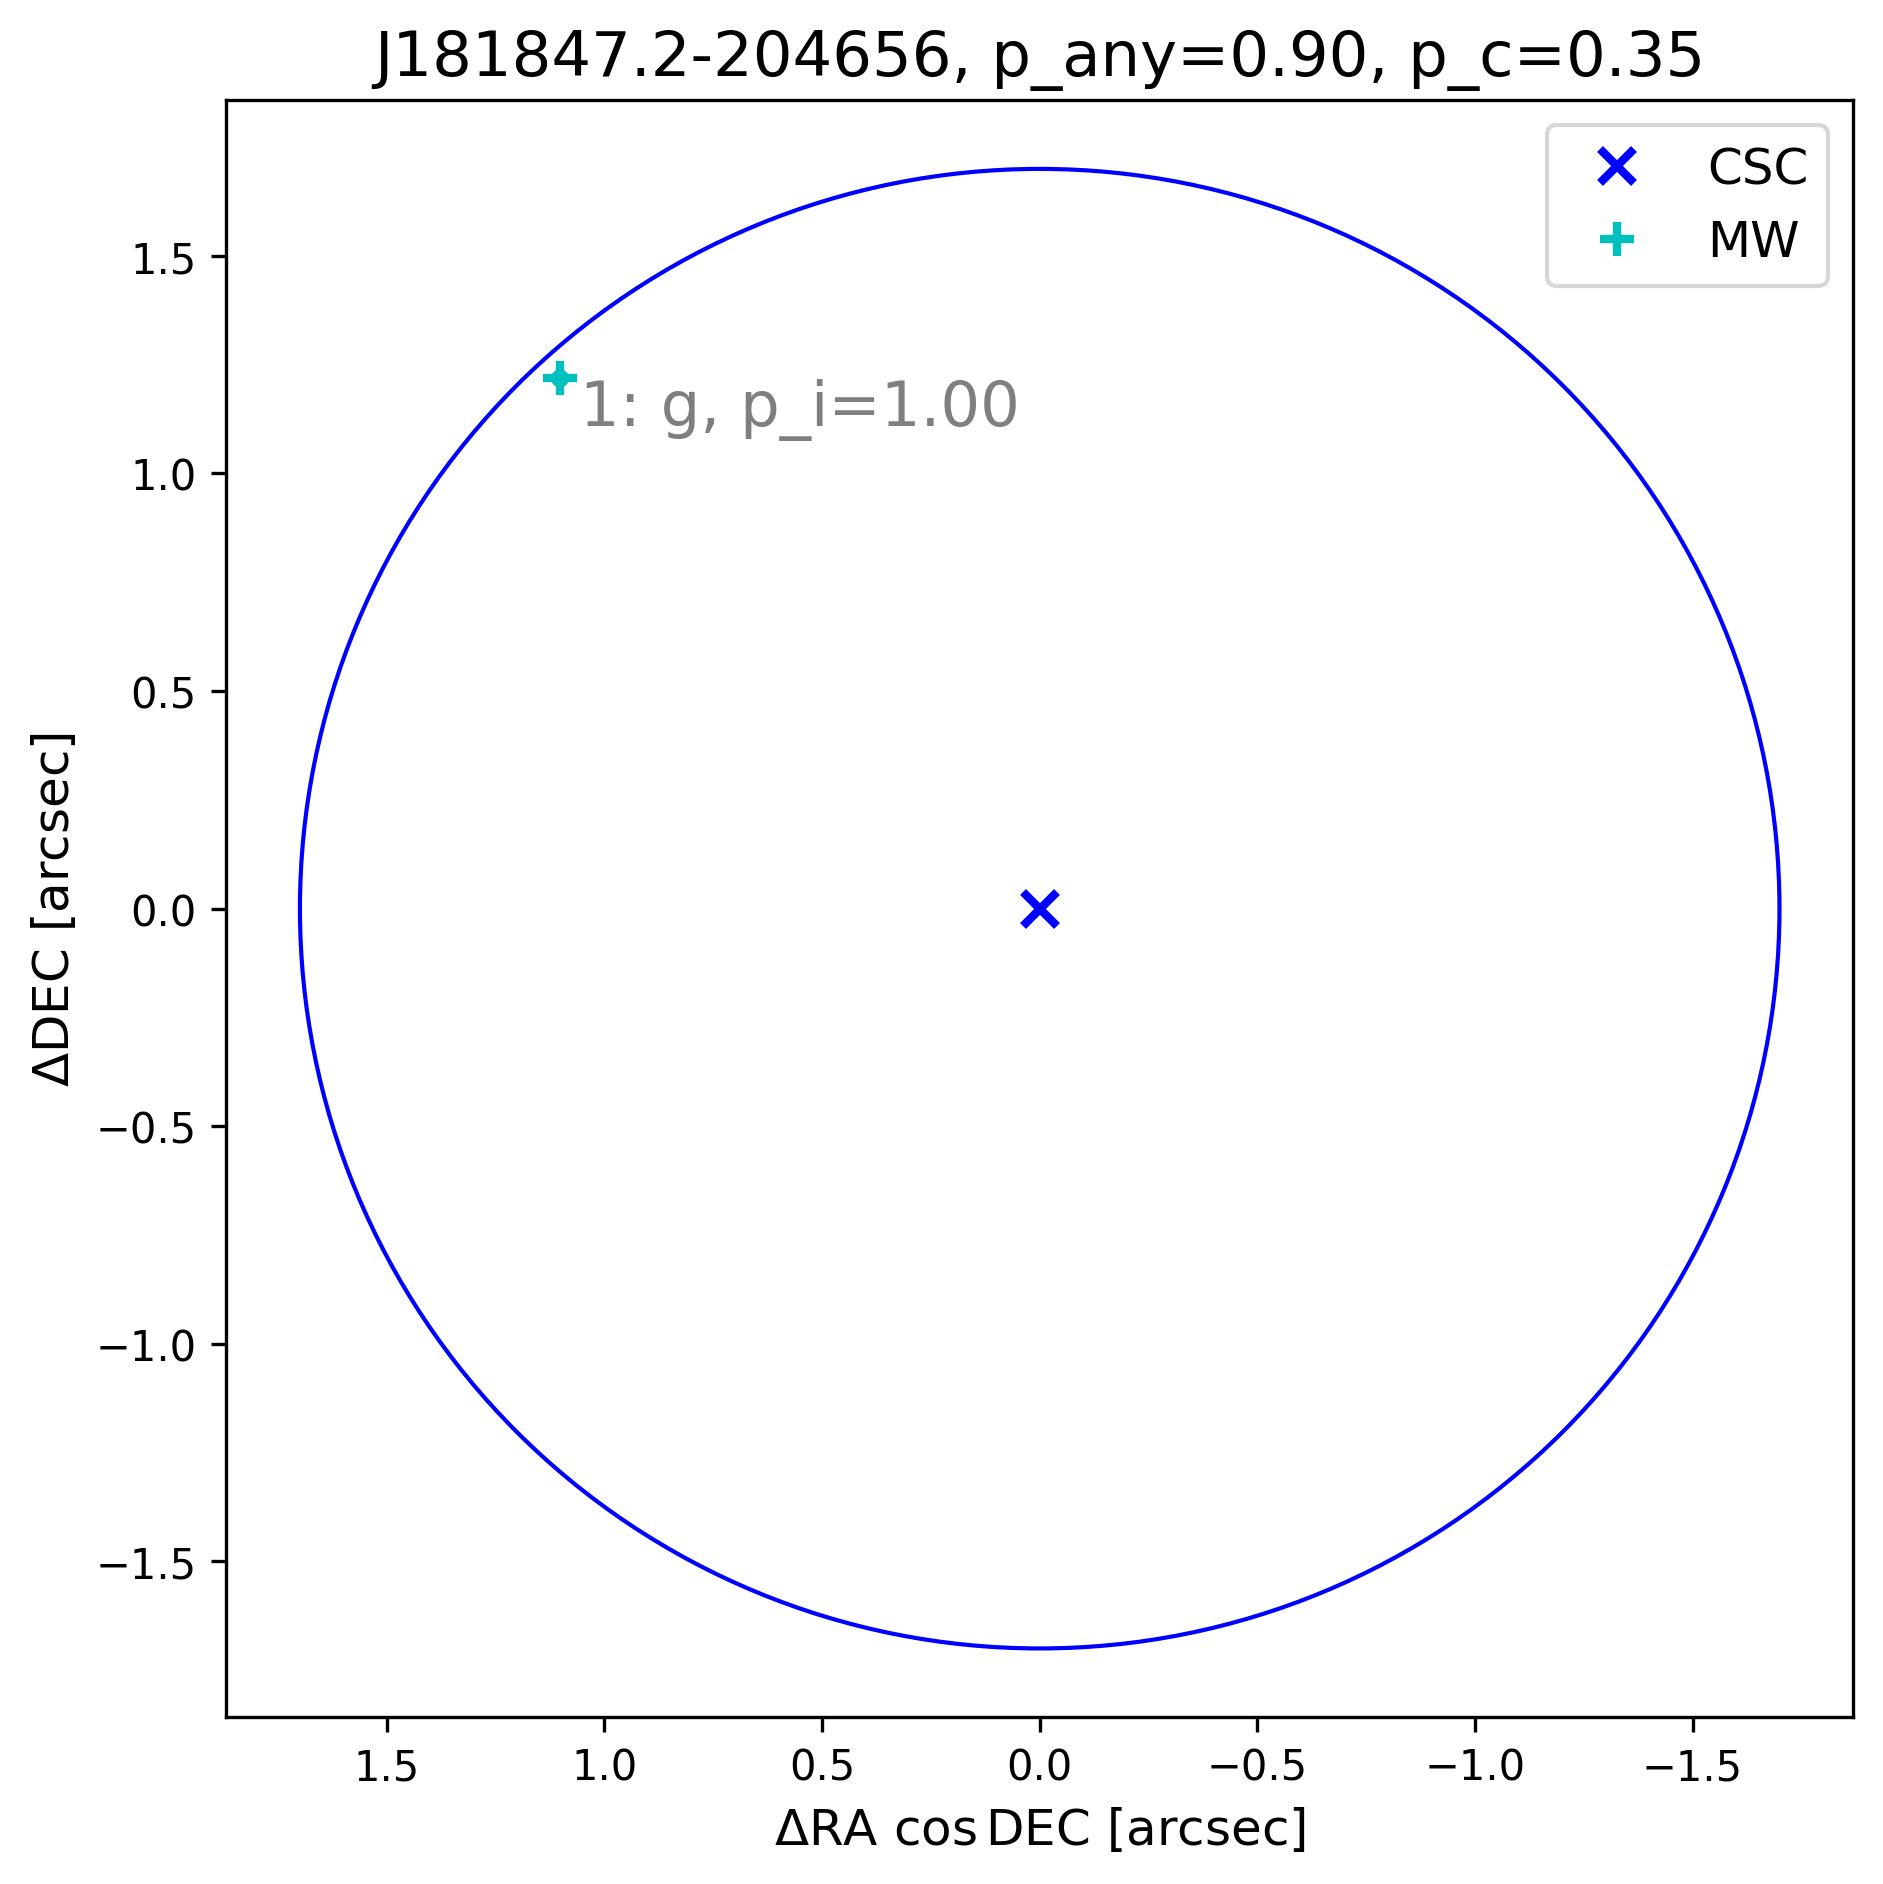 J181847.2-204656, p_any=0.90, p_c=0.35
CSC
MW
1: g, p_i=1.00
1.5
1.0
0.5
0.0
−0.5
−1.0
−1.5
ΔDEC [arcsec]
1.5 1.0 0.5 0.0 −0.5 −1.0 −1.5
ΔRA cos DEC [arcsec]